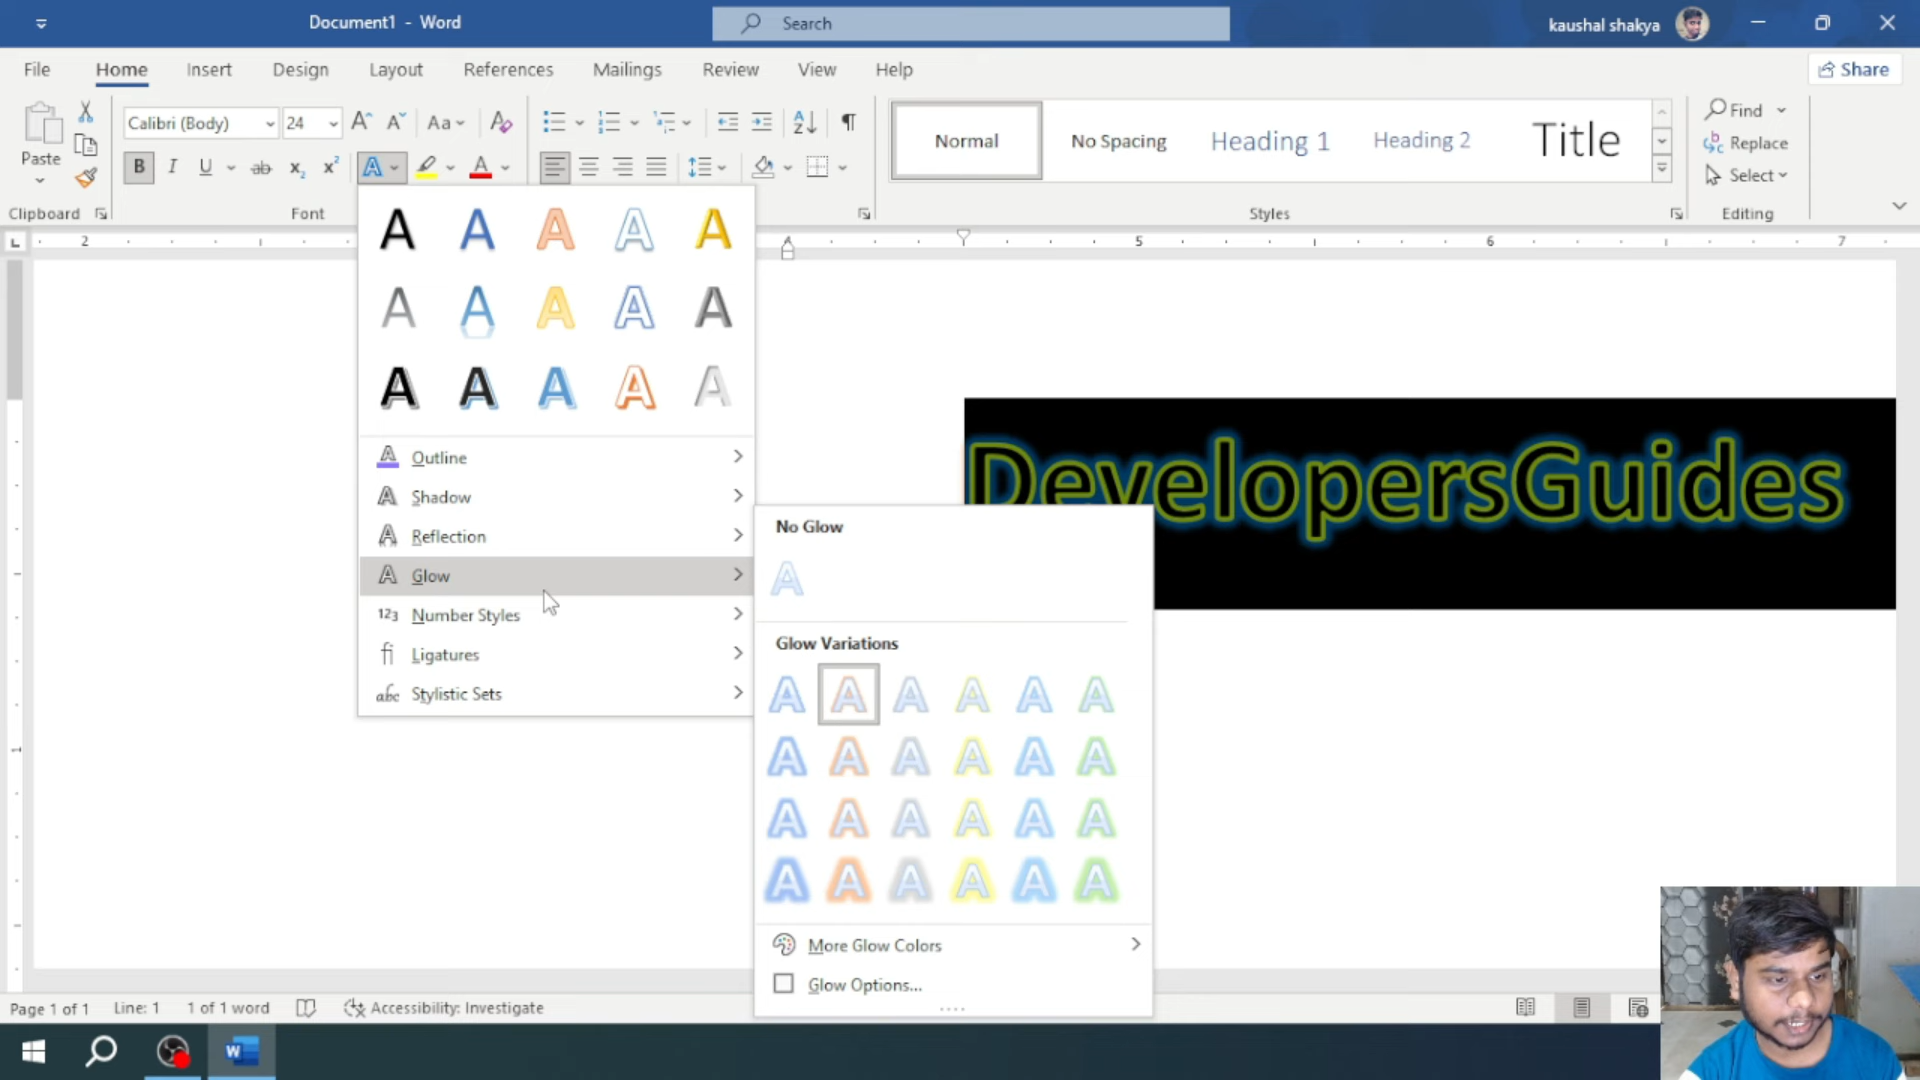 Document1 - Word
Search
kaushal shakya
File Home Insert Design Layout References Mailings Review View Help
Share
Paste
Calibri (Body) 24
Aa
Normal
No Spacing
Heading 1
Heading 2
Title
Find
Replace
Select
Clipboard
Font
Styles
Editing
2 4 5 6 7
DevelopersGuides
Outline
Shadow
Reflection
Glow
Number Styles
Ligatures
Stylistic Sets
No Glow
Glow Variations
More Glow Colors
Glow Options...
1
Page 1 of 1 Line: 1 1 of 1 word Accessibility: Investigate